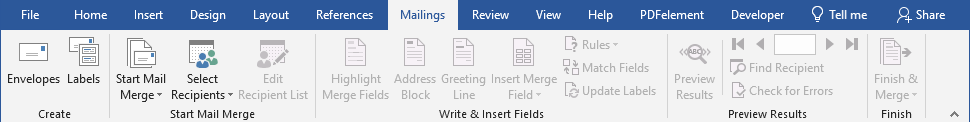 File Home Insert Design Layout References Mailings Review View Help PDFelement Developer Tell me Share
Envelopes
Labels
Start Mail
Merge
Select
Recipients
Edit
Recipient List
Highlight
Merge Fields
Address
Block
Greeting
Line
Insert Merge
Field
Rules
Match Fields
Update Labels
ABC
Preview
Results
Find Recipient
Check for Errors
Finish &
Merge
Create Start Mail Merge Write & Insert Fields Preview Results Finish